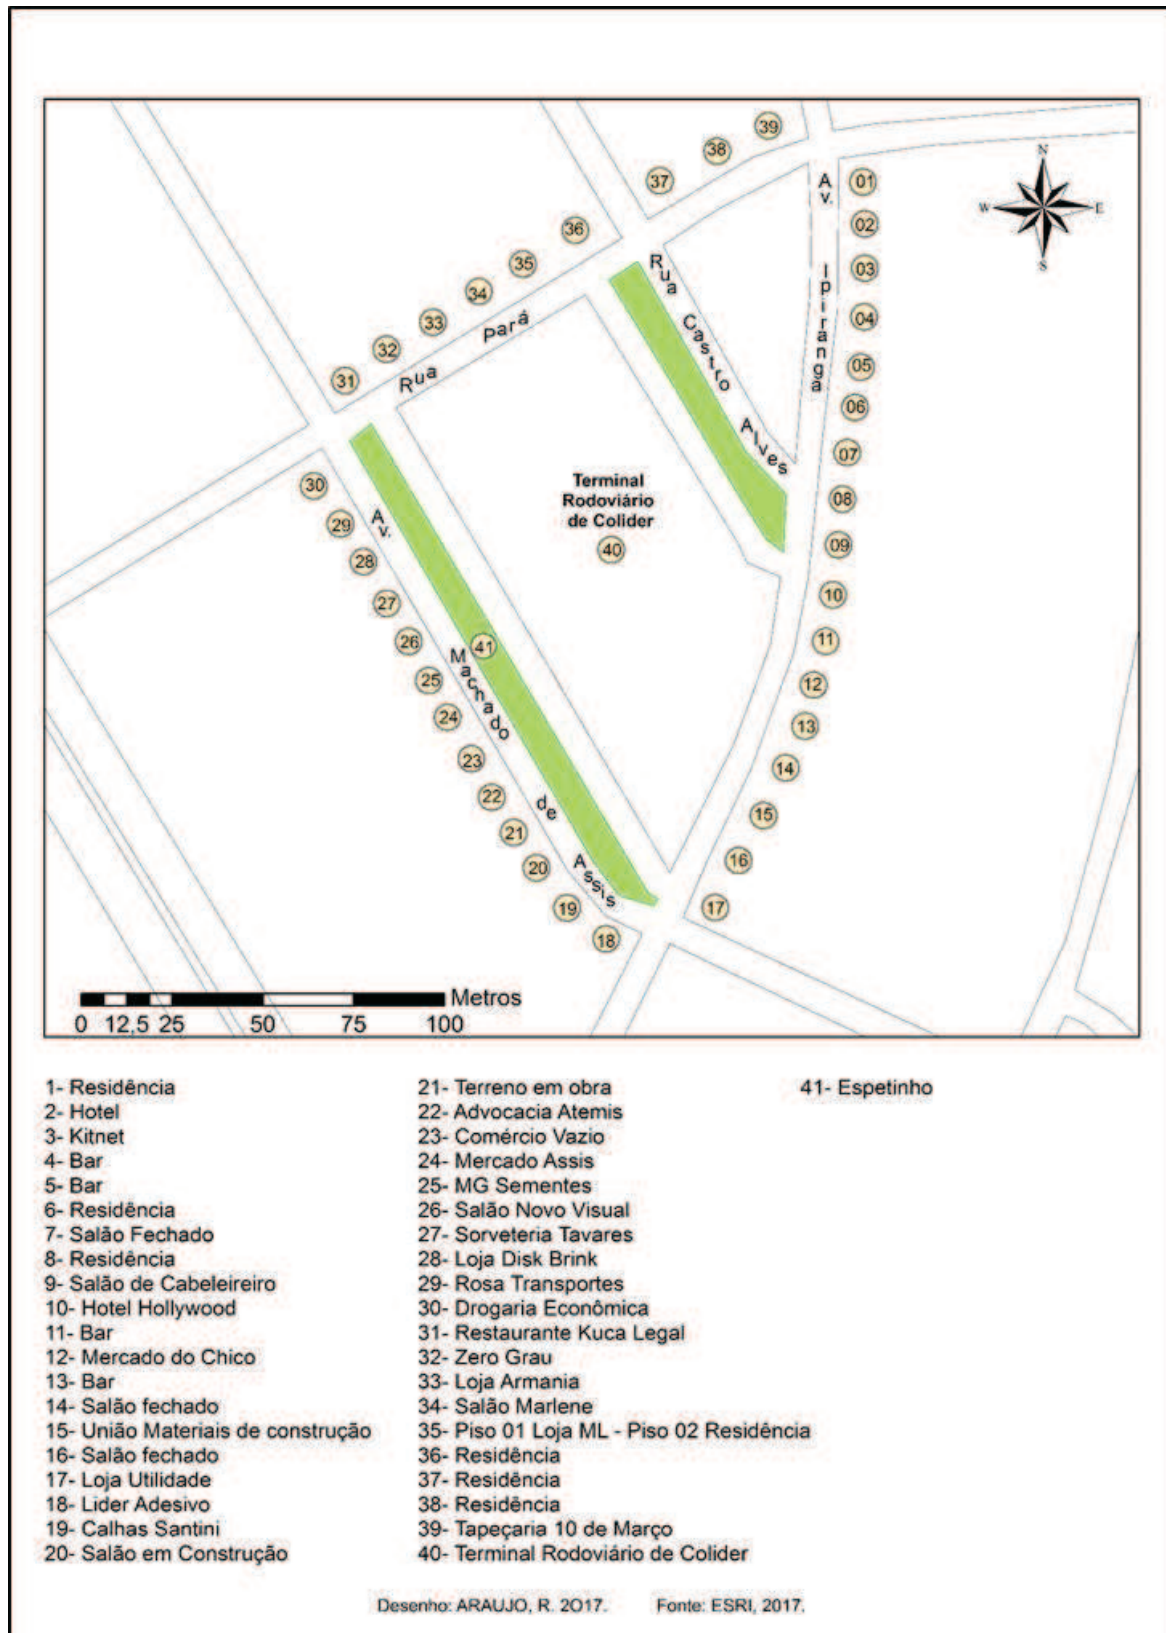 39
38
37
36
35
34
33
32
31
Rua Pará
Rua Castro Alves
Av. Ipiranga
N
W E
S
01
02
03
04
05
06
07
08
09
10
11
12
13
14
15
16
17
Terminal
Rodoviário
de Colider
40
30
29
28
27
26
25
24
23
22
21
20
19
18
Av. Machado de Assis
41
Metros
0 12,5 25 50 75 100
1- Residência
2- Hotel
3- Kitnet
4- Bar
5- Bar
6- Residência
7- Salão Fechado
8- Residência
9- Salão de Cabeleireiro
10- Hotel Hollywood
11- Bar
12- Mercado do Chico
13- Bar
14- Salão fechado
15- União Materiais de construção
16- Salão fechado
17- Loja Utilidade
18- Lider Adesivo
19- Calhas Santini
20- Salão em Construção
21- Terreno em obra
22- Advocacia Atemis
23- Comércio Vazio
24- Mercado Assis
25- MG Sementes
26- Salão Novo Visual
27- Sorveteria Tavares
28- Loja Disk Brink
29- Rosa Transportes
30- Drogaria Econômica
31- Restaurante Kuca Legal
32- Zero Grau
33- Loja Armania
34- Salão Marlene
35- Piso 01 Loja ML - Piso 02 Residência
36- Residência
37- Residência
38- Residência
39- Tapeçaria 10 de Março
40- Terminal Rodoviário de Colider
41- Espetinho
Desenho: ARAUJO, R. 2017. Fonte: ESRI, 2017.